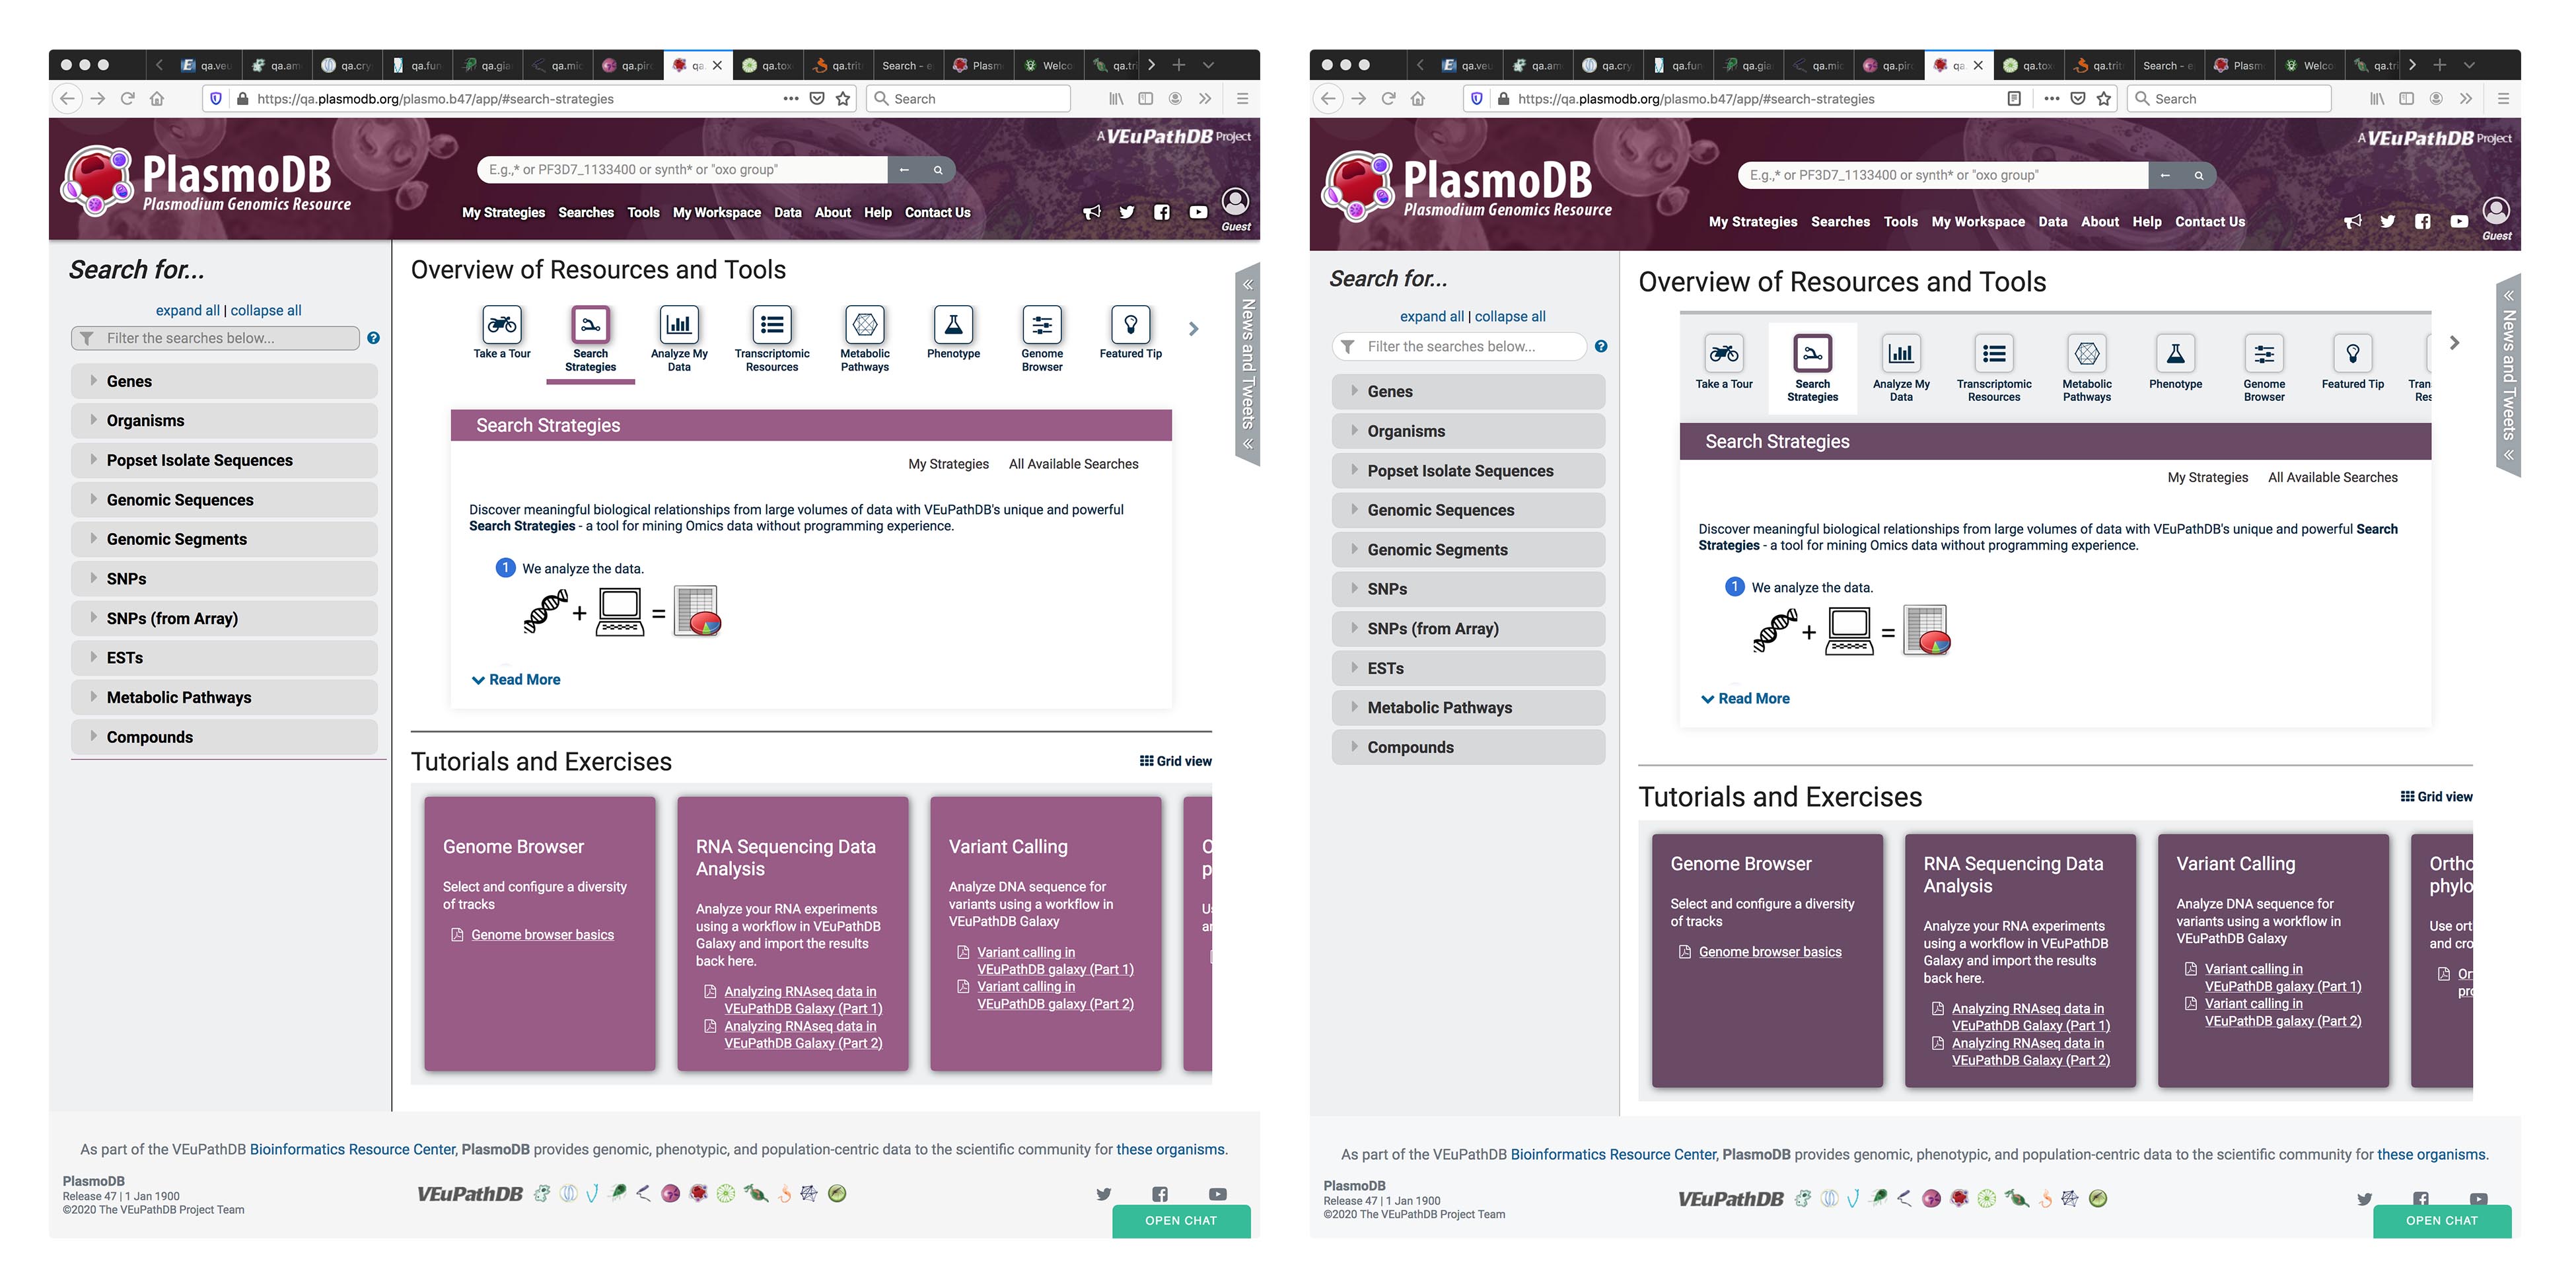 qa.veu
qa.am
qa.cry
qa.fun
qa.gia
qa.mic
qa.piro
qa.
qa.tox
qa.trit
Search - e
Plasm
Welco
qa.tri
https://qa.plasmodb.org/plasmo.b47/app/#search-strategies
Search
A VEuPathDB Project
PlasmoDB
Plasmodium Genomics Resource
E.g.,* or PF3D7_1133400 or synth* or "oxo group"
My Strategies Searches Tools My Workspace Data About Help Contact Us
Guest
Search for...
expand all | collapse all
Filter the searches below...
Genes
Organisms
Popset Isolate Sequences
Genomic Sequences
Genomic Segments
SNPs
SNPs (from Array)
ESTs
Metabolic Pathways
Compounds
Overview of Resources and Tools
Take a Tour
Search
Strategies
Analyze My
Data
Transcriptomic
Resources
Metabolic
Pathways
Phenotype
Genome
Browser
Featured Tip
« News and Tweets «
Search Strategies
My Strategies All Available Searches
Discover meaningful biological relationships from large volumes of data with VEuPathDB's unique and powerful
Search Strategies - a tool for mining Omics data without programming experience.
1 We analyze the data.
+ =
Read More
Tutorials and Exercises
Grid view
Genome Browser
Select and configure a diversity
of tracks
Genome browser basics
RNA Sequencing Data
Analysis
Analyze your RNA experiments
using a workflow in VEuPathDB
Galaxy and import the results
back here.
Analyzing RNAseq data in
VEuPathDB Galaxy (Part 1)
Analyzing RNAseq data in
VEuPathDB Galaxy (Part 2)
Variant Calling
Analyze DNA sequence for
variants using a workflow in
VEuPathDB Galaxy
Variant calling in
VEuPathDB galaxy (Part 1)
Variant calling in
VEuPathDB galaxy (Part 2)
As part of the VEuPathDB Bioinformatics Resource Center, PlasmoDB provides genomic, phenotypic, and population-centric data to the scientific community for these organisms.
PlasmoDB
Release 47 | 1 Jan 1900
©2020 The VEuPathDB Project Team
VEuPathDB
OPEN CHAT
qa.veu
qa.am
qa.cry
qa.fun
qa.gia
qa.mic
qa.piro
qa.
qa.tox
qa.trit
Search - e
Plasm
Welco
qa.tri
https://qa.plasmodb.org/plasmo.b47/app/#search-strategies
Search
A VEuPathDB Project
PlasmoDB
Plasmodium Genomics Resource
E.g.,* or PF3D7_1133400 or synth* or "oxo group"
My Strategies Searches Tools My Workspace Data About Help Contact Us
Guest
Search for...
expand all | collapse all
Filter the searches below...
Genes
Organisms
Popset Isolate Sequences
Genomic Sequences
Genomic Segments
SNPs
SNPs (from Array)
ESTs
Metabolic Pathways
Compounds
Overview of Resources and Tools
Take a Tour
Search
Strategies
Analyze My
Data
Transcriptomic
Resources
Metabolic
Pathways
Phenotype
Genome
Browser
Featured Tip
Tran
Res
« News and Tweets «
Search Strategies
My Strategies All Available Searches
Discover meaningful biological relationships from large volumes of data with VEuPathDB's unique and powerful Search
Strategies - a tool for mining Omics data without programming experience.
1 We analyze the data.
+ =
Read More
Tutorials and Exercises
Grid view
Genome Browser
Select and configure a diversity
of tracks
Genome browser basics
RNA Sequencing Data
Analysis
Analyze your RNA experiments
using a workflow in VEuPathDB
Galaxy and import the results
back here.
Analyzing RNAseq data in
VEuPathDB Galaxy (Part 1)
Analyzing RNAseq data in
VEuPathDB Galaxy (Part 2)
Variant Calling
Analyze DNA sequence for
variants using a workflow in
VEuPathDB Galaxy
Variant calling in
VEuPathDB galaxy (Part 1)
Variant calling in
VEuPathDB galaxy (Part 2)
Ortho
phylo
Use ort
and cro
Or
pro
As part of the VEuPathDB Bioinformatics Resource Center, PlasmoDB provides genomic, phenotypic, and population-centric data to the scientific community for these organisms.
PlasmoDB
Release 47 | 1 Jan 1900
©2020 The VEuPathDB Project Team
VEuPathDB
OPEN CHAT